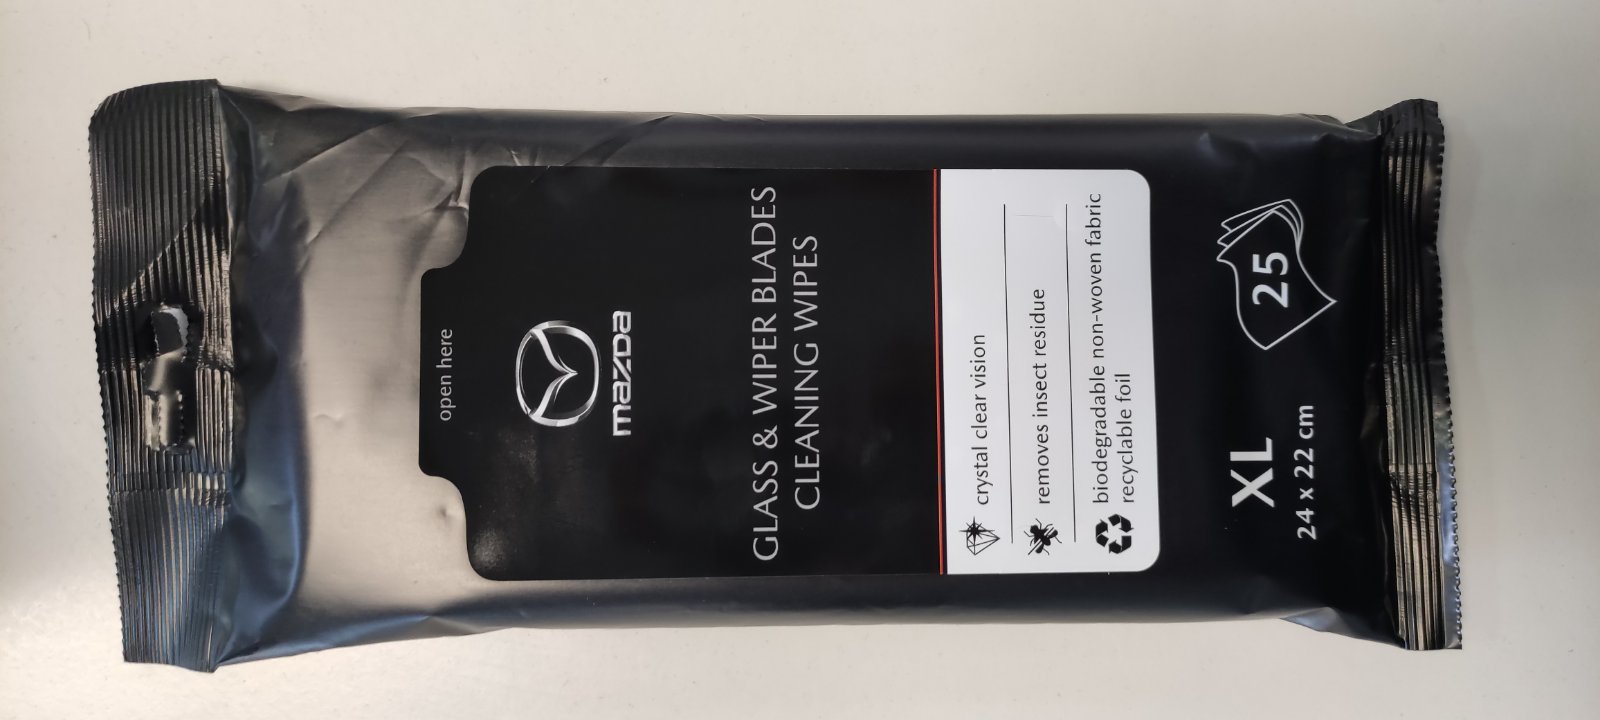 open here
mazda
GLASS & WIPER BLADES
CLEANING WIPES
crystal clear vision
removes insect residue
biodegradable non-woven fabric
recyclable foil
XL
24 x 22 cm
25